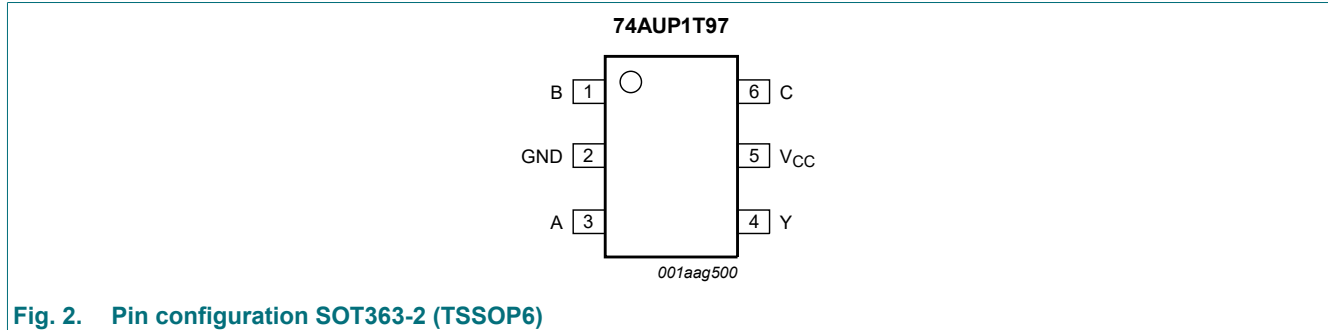 74AUP1T97
B 1 6 C
GND 2 5 VCC
A 3 4 Y
001aag500
Fig. 2. Pin configuration SOT363-2 (TSSOP6)